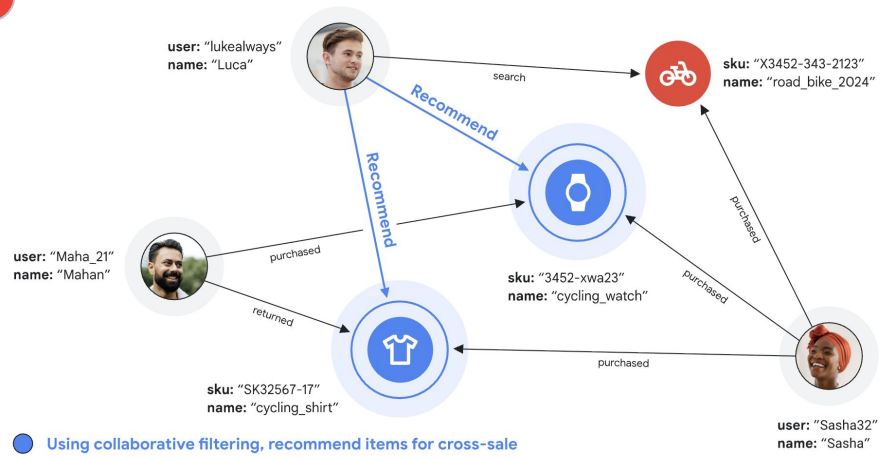 user: “lukealways”
name: “Luca”
search
sku: “X3452-343-2123”
name: “road_bike_2024”
Recommend
Recommend
purchased
user: “Maha_21”
name: “Mahan”
purchased
sku: “3452-xwa23”
name: “cycling_watch”
purchased
returned
purchased
sku: “SK32567-17”
name: “cycling_shirt”
user: “Sasha32”
name: “Sasha”
Using collaborative filtering, recommend items for cross-sale